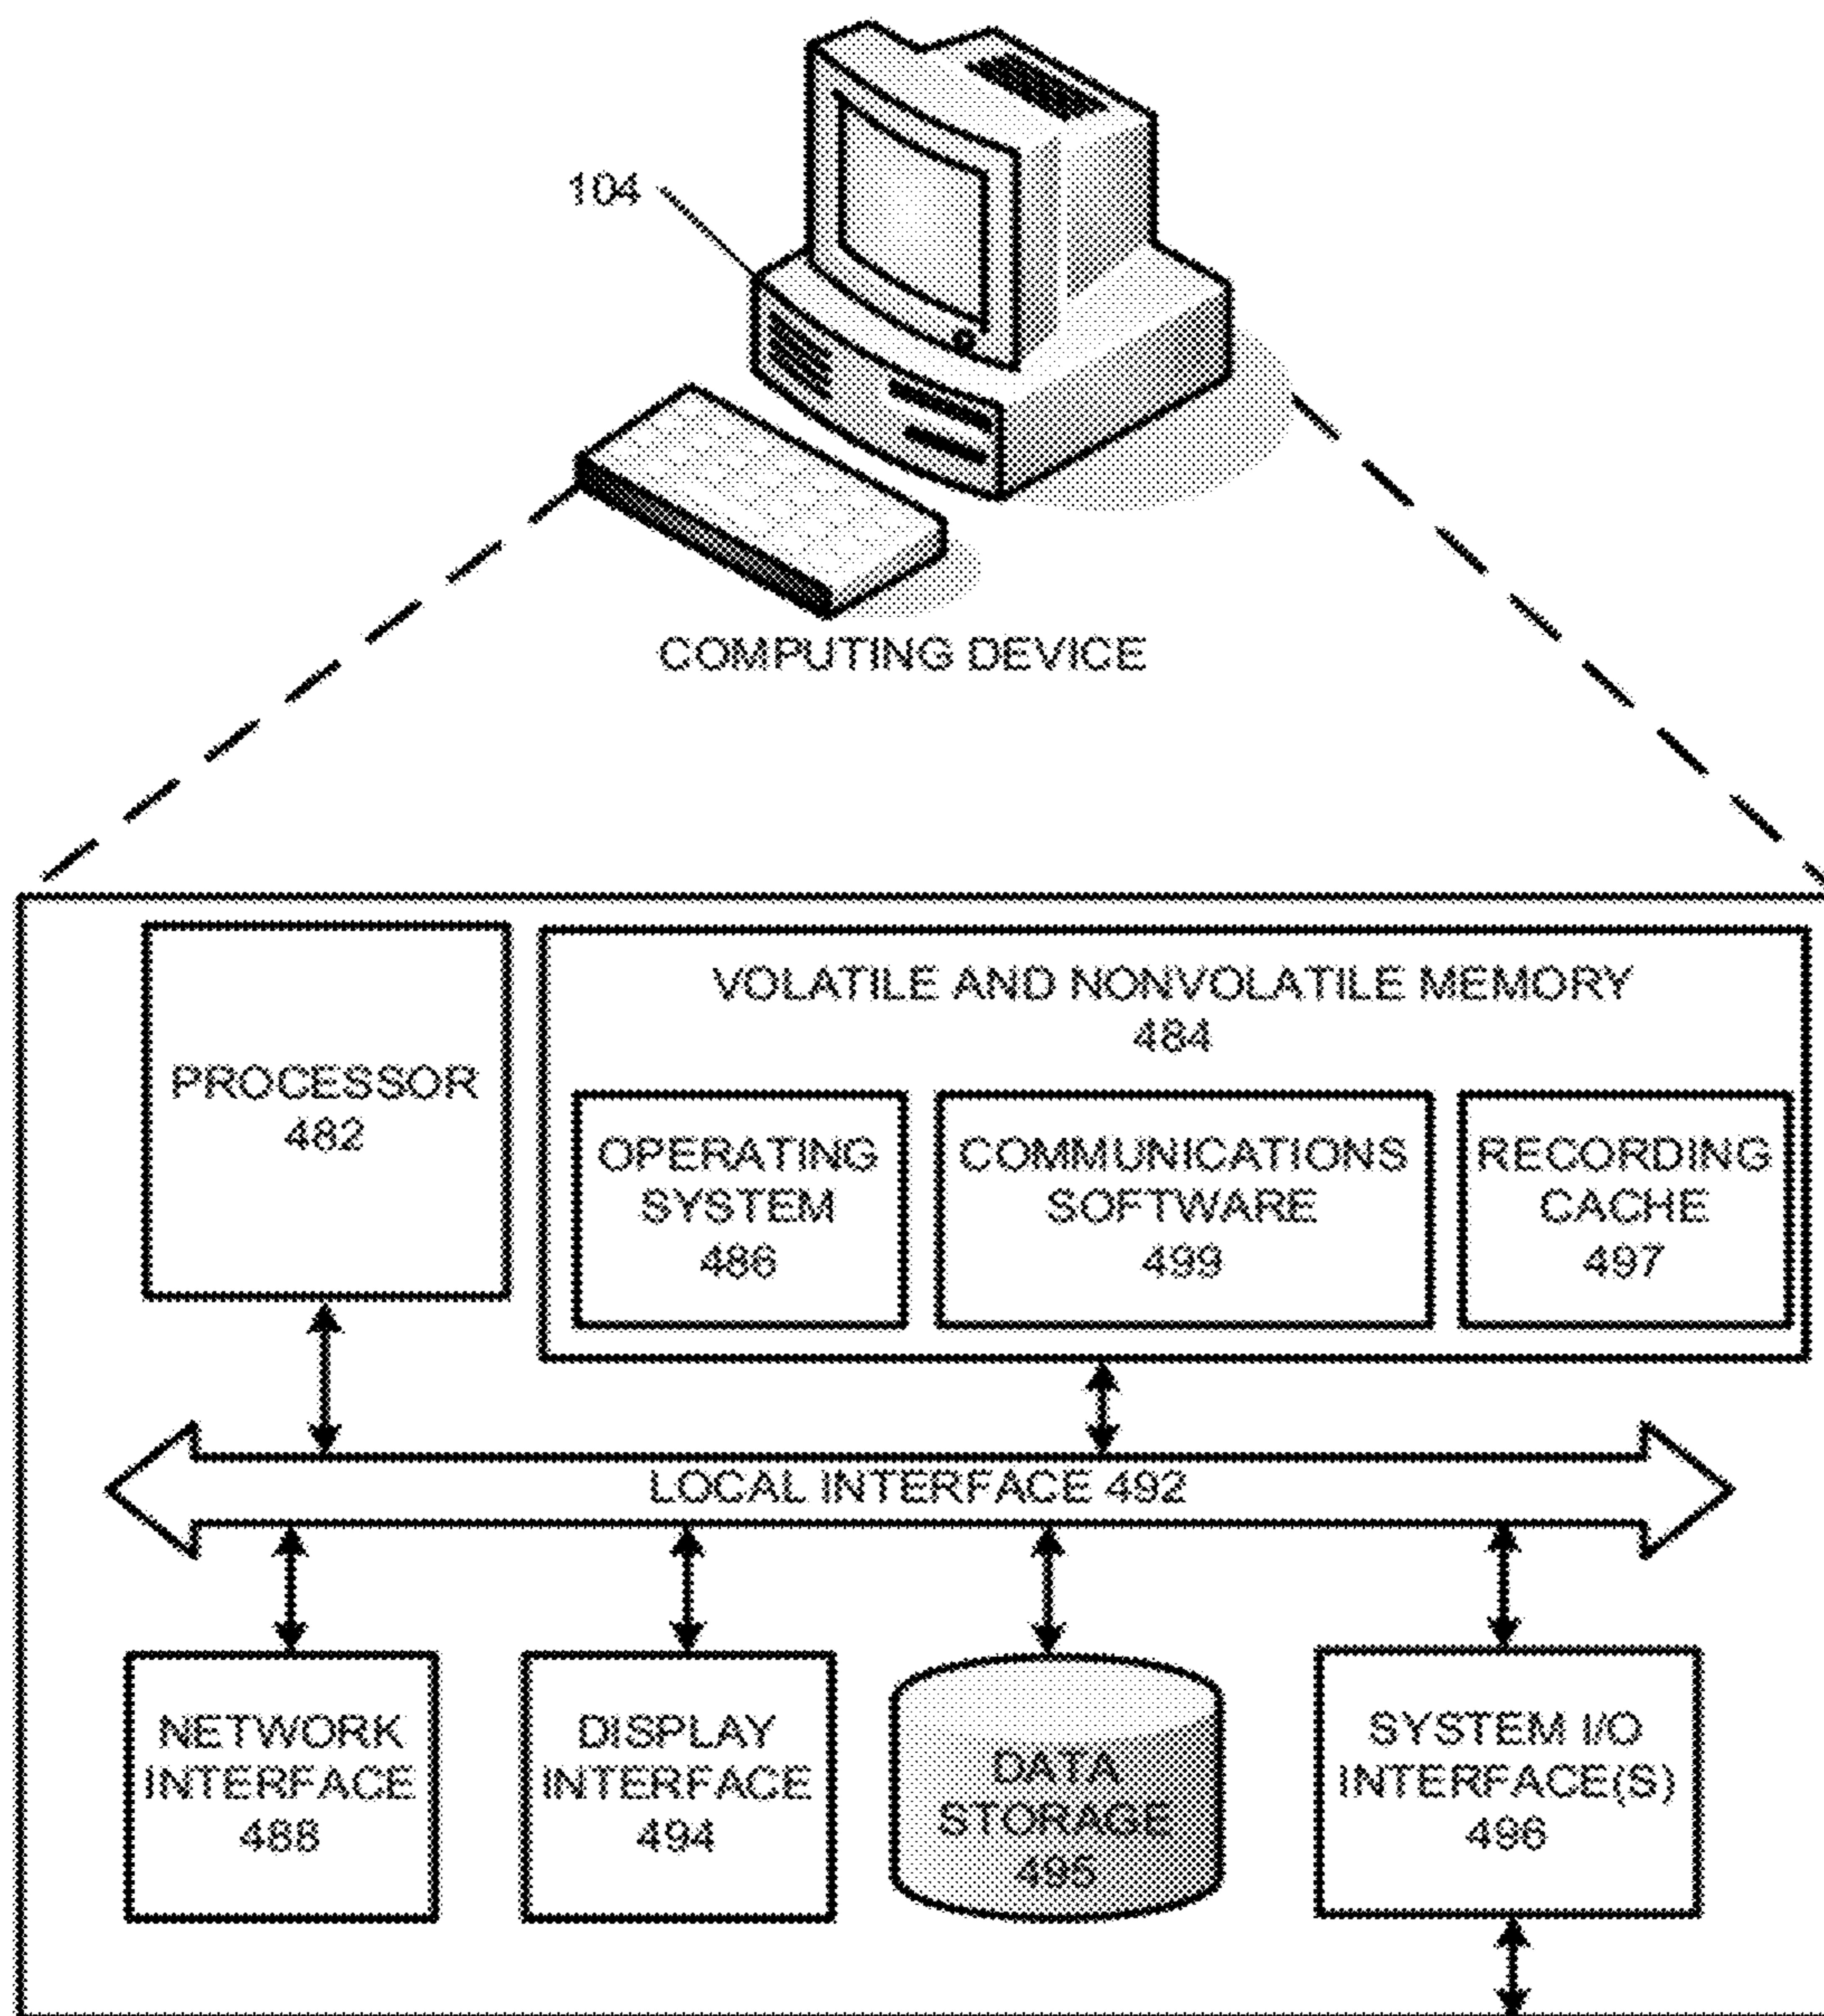 104
COMPUTING DEVICE
VOLATILE AND NONVOLATILE MEMORY
484
PROCESSOR
482
OPERATING
SYSTEM
486
COMMUNICATIONS
SOFTWARE
499
RECORDING
CACHE
497
LOCAL INTERFACE 492
NETWORK
INTERFACE
488
DISPLAY
INTERFACE
494
DATA
STORAGE
495
SYSTEM I/O
INTERFACE(S)
496